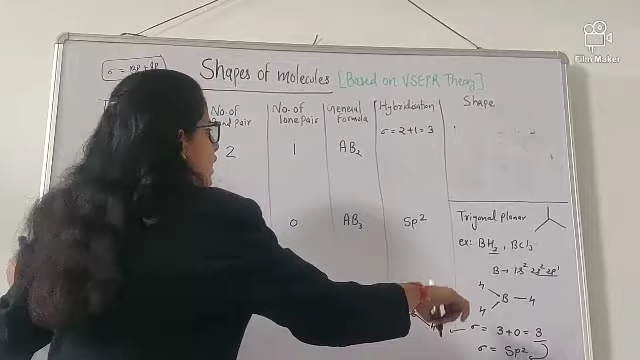 Film Maker
σ = bp + lp
Shapes of molecules [Based on VSEPR Theory]
No. of
No. of
lone pair
General
formula
Hybridisation
Shape
σ = 2+1 = 3
2
1
AB₂
0
AB₃
Sp²
Trigonal planar
ex: BH₃, BCl₃
B → 1s² 2s² 2p¹
B
σ = 3+0 = 3
σ = Sp²